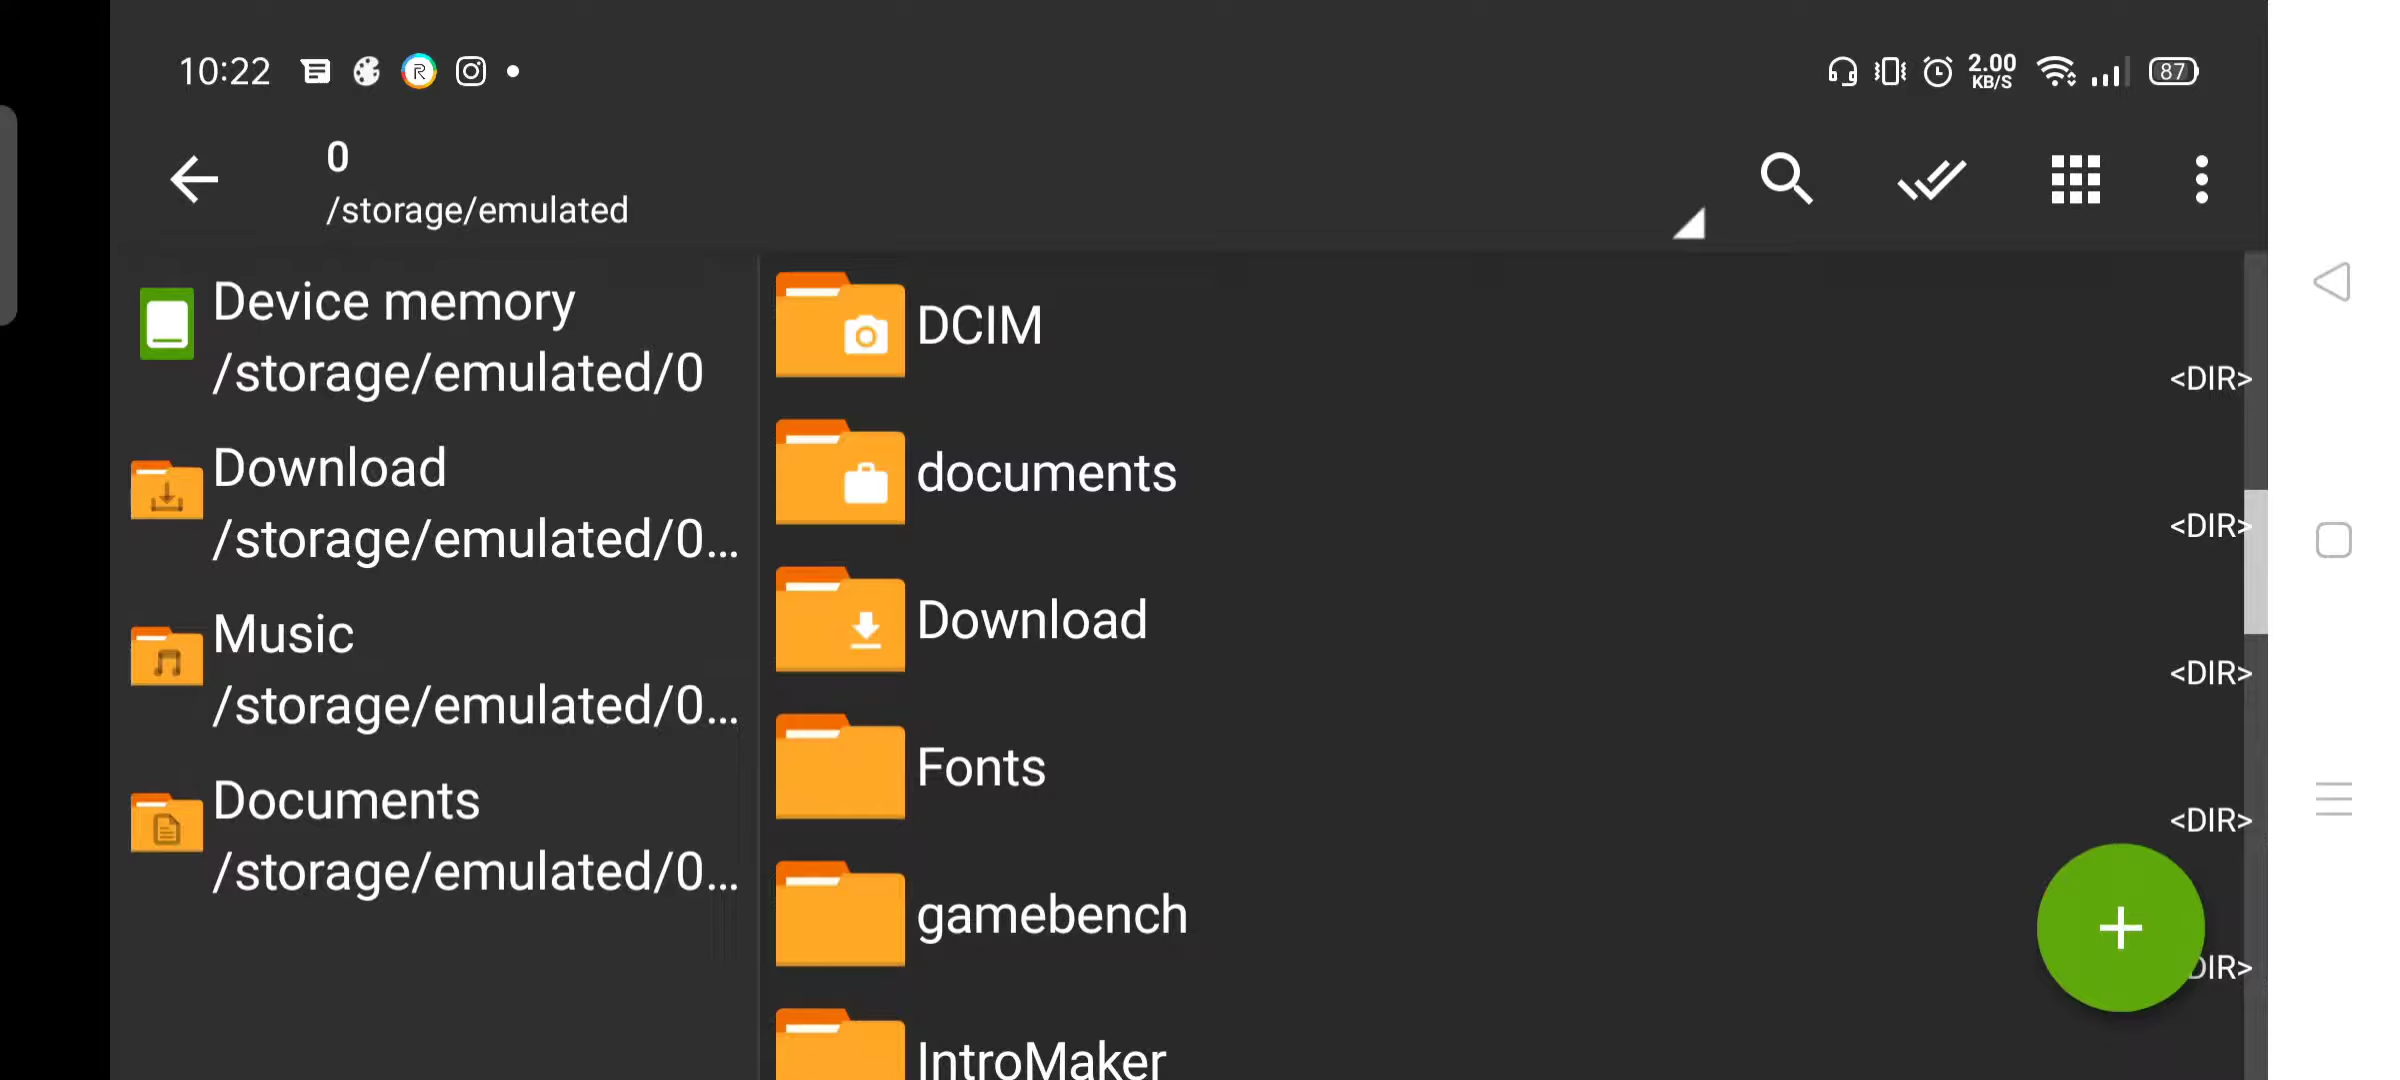 10:22
2.00
KB/S
87
0
/storage/emulated
Device memory
/storage/emulated/0
Download
/storage/emulated/0...
Music
/storage/emulated/0...
Documents
/storage/emulated/0...
DCIM
<DIR>
documents
<DIR>
Download
<DIR>
Fonts
<DIR>
gamebench
DIR>
IntroMaker